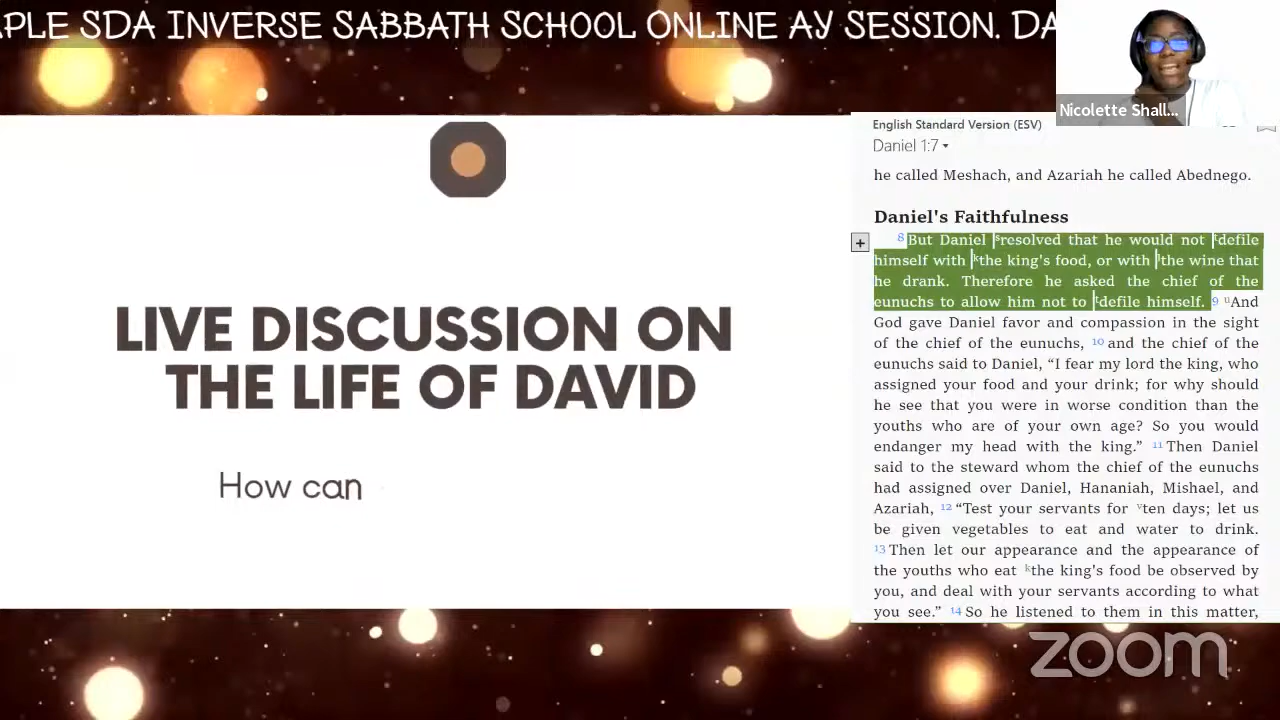 PLE SDA INVERSE SABBATH SCHOOL ONLINE AY SESSION. DA
Nicolette Shall...
LIVE DISCUSSION ON
THE LIFE OF DAVID
How can
English Standard Version (ESV)
Daniel 1:7
he called Meshach, and Azariah he called Abednego.
Daniel's Faithfulness
+
8 But Daniel sresolved that he would not tdefile
himself with kthe king's food, or with lthe wine that
he drank. Therefore he asked the chief of the
eunuchs to allow him not to tdefile himself. 9 uAnd
God gave Daniel favor and compassion in the sight
of the chief of the eunuchs, 10 and the chief of the
eunuchs said to Daniel, “I fear my lord the king, who
assigned your food and your drink; for why should
he see that you were in worse condition than the
youths who are of your own age? So you would
endanger my head with the king.” 11 Then Daniel
said to the steward whom the chief of the eunuchs
had assigned over Daniel, Hananiah, Mishael, and
Azariah, 12 “Test your servants for vten days; let us
be given vegetables to eat and water to drink.
13 Then let our appearance and the appearance of
the youths who eat kthe king's food be observed by
you, and deal with your servants according to what
you see.” 14 So he listened to them in this matter,
zoom